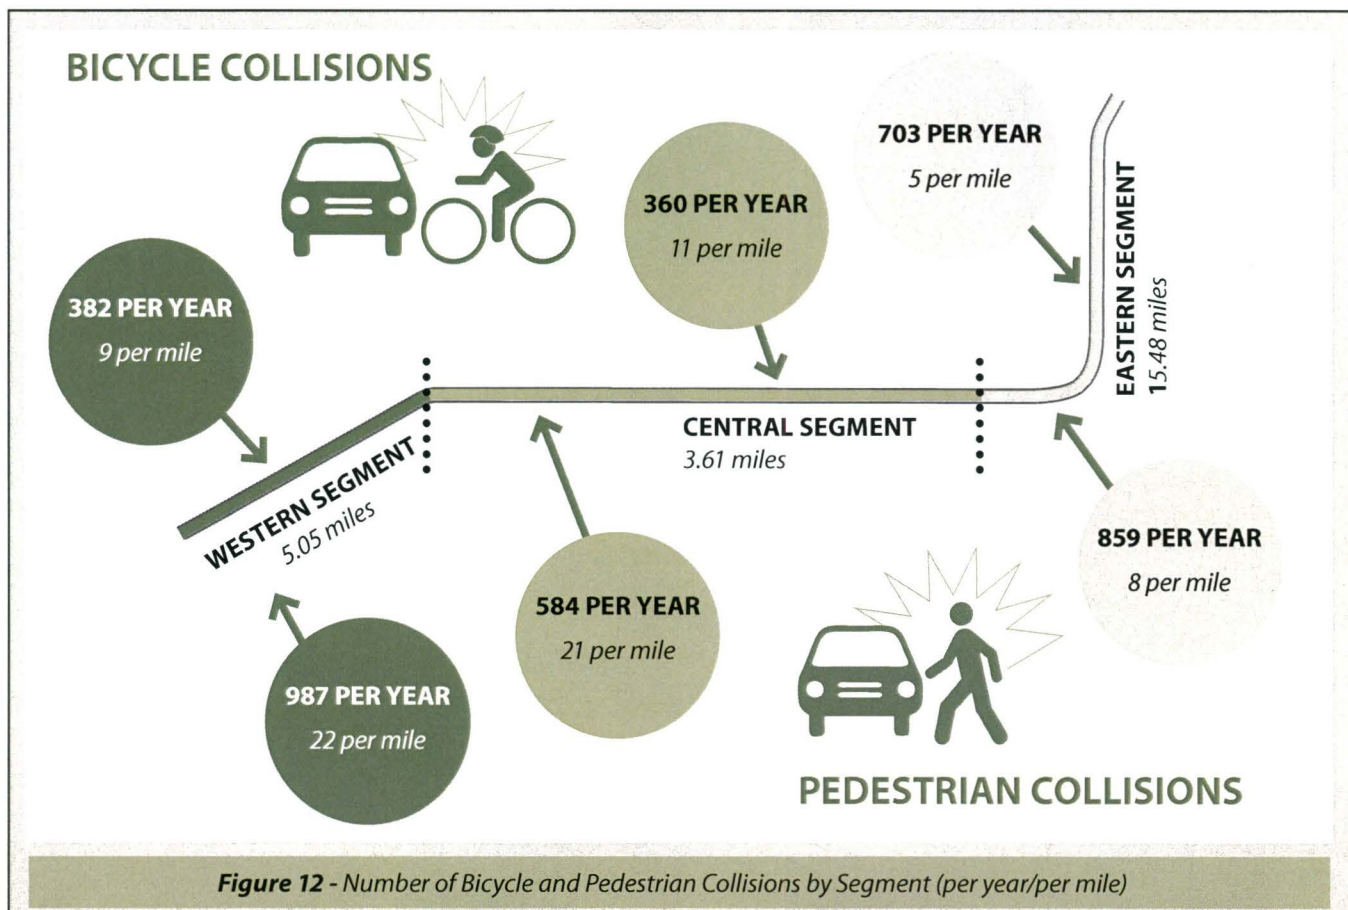 BICYCLE COLLISIONS
703 PER YEAR
5 per mile
360 PER YEAR
11 per mile
382 PER YEAR
9 per mile
EASTERN SEGMENT
15.48 miles
CENTRAL SEGMENT
3.61 miles
WESTERN SEGMENT
5.05 miles
859 PER YEAR
8 per mile
584 PER YEAR
21 per mile
987 PER YEAR
22 per mile
PEDESTRIAN COLLISIONS
Figure 12 - Number of Bicycle and Pedestrian Collisions by Segment (per year/per mile)